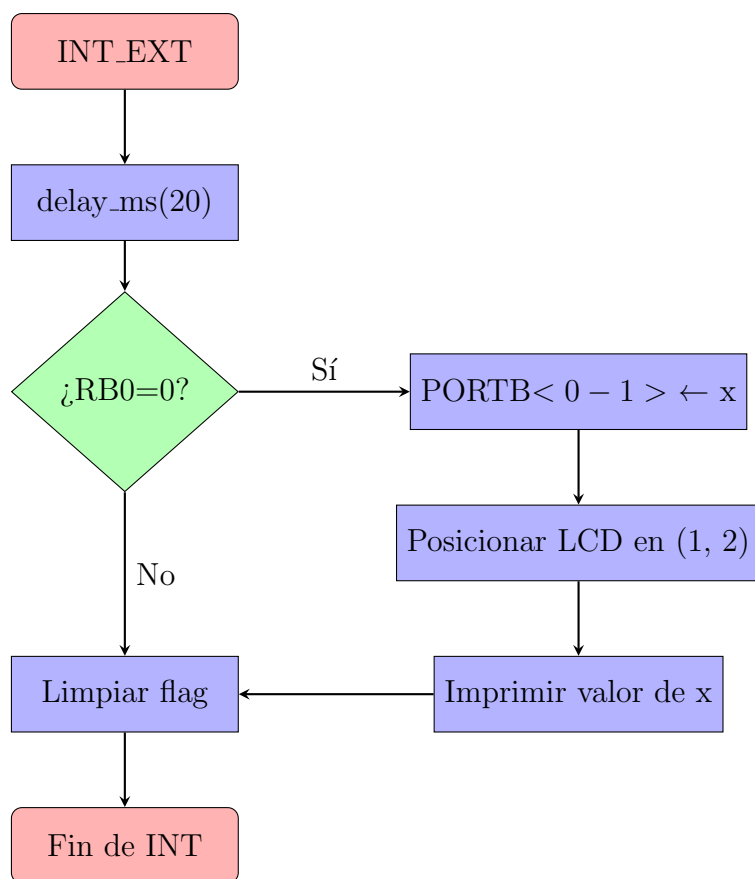 INT_EXT
delay_ms(20)
¿RB0=0?
Sí
PORTB< 0 − 1 > ← x
Posicionar LCD en (1, 2)
No
Limpiar flag
Imprimir valor de x
Fin de INT